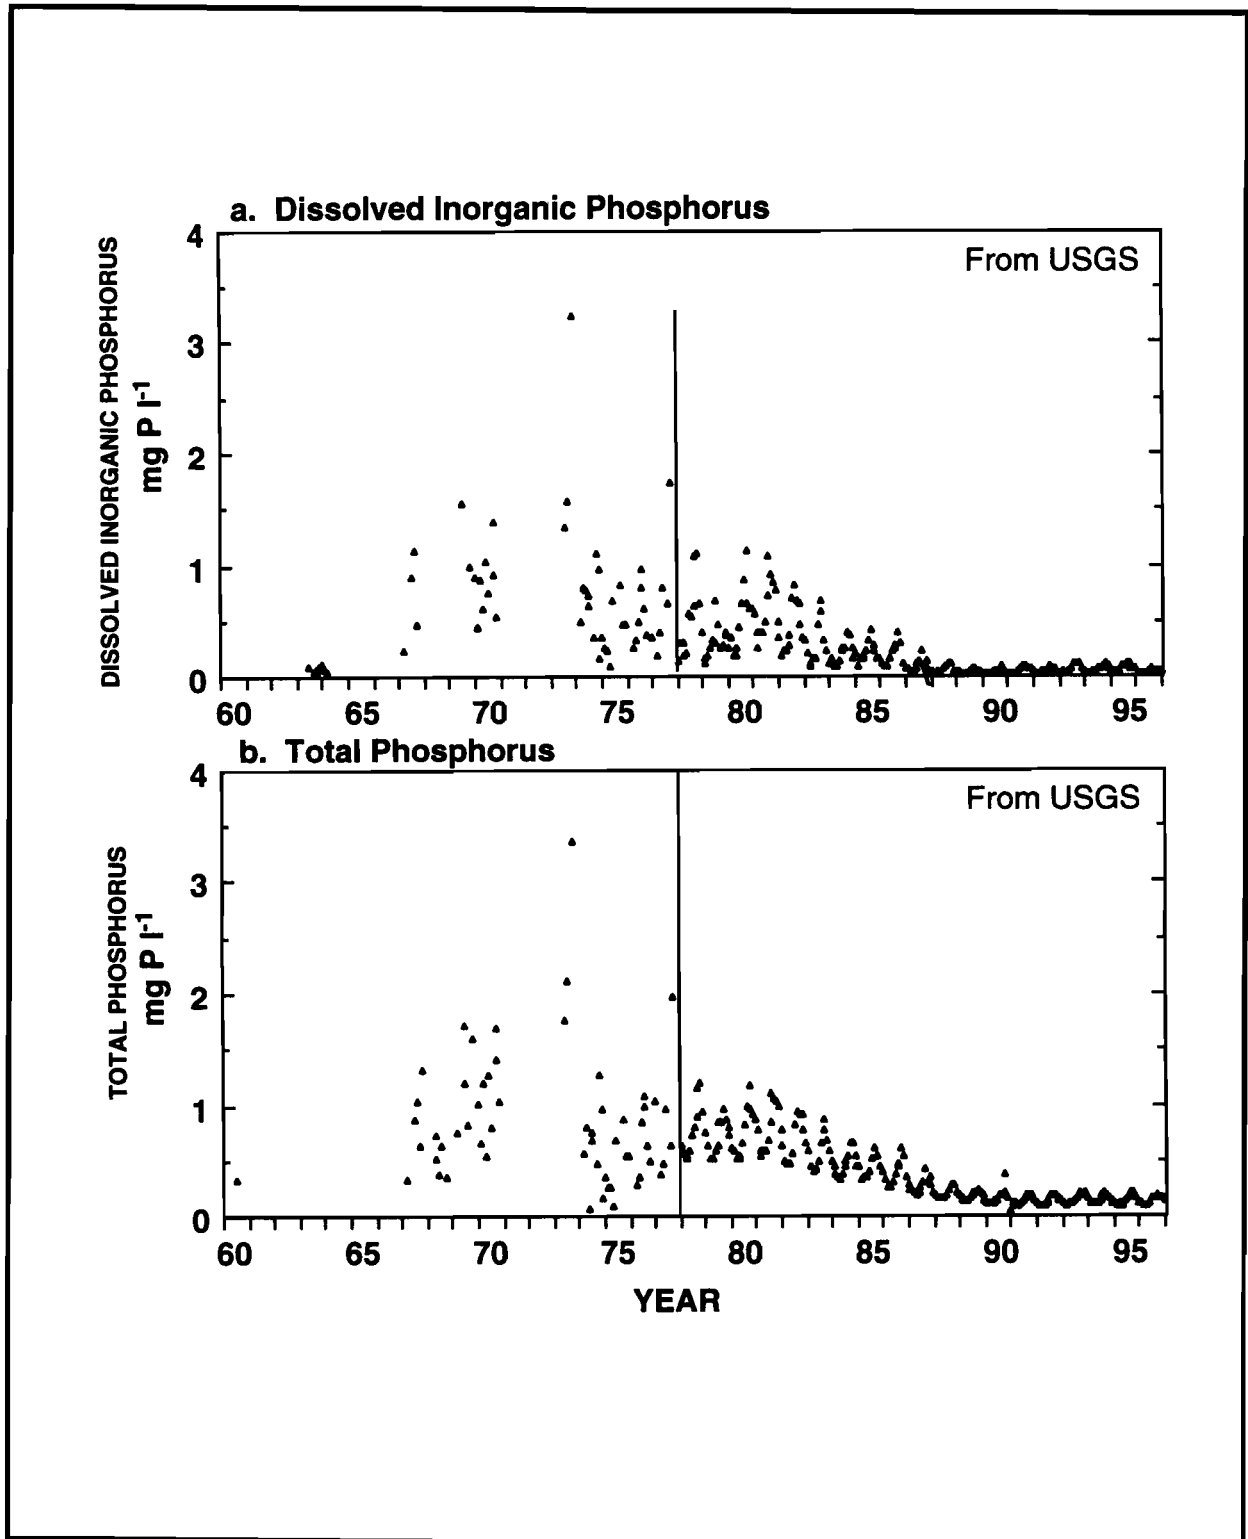 a. Dissolved Inorganic Phosphorus
From USGS
DISSOLVED INORGANIC PHOSPHORUS
mg P l-1
4
3
2
1
0
60 65 70 75 80 85 90 95
b. Total Phosphorus
From USGS
TOTAL PHOSPHORUS
mg P l-1
4
3
2
1
0
60 65 70 75 80 85 90 95
YEAR